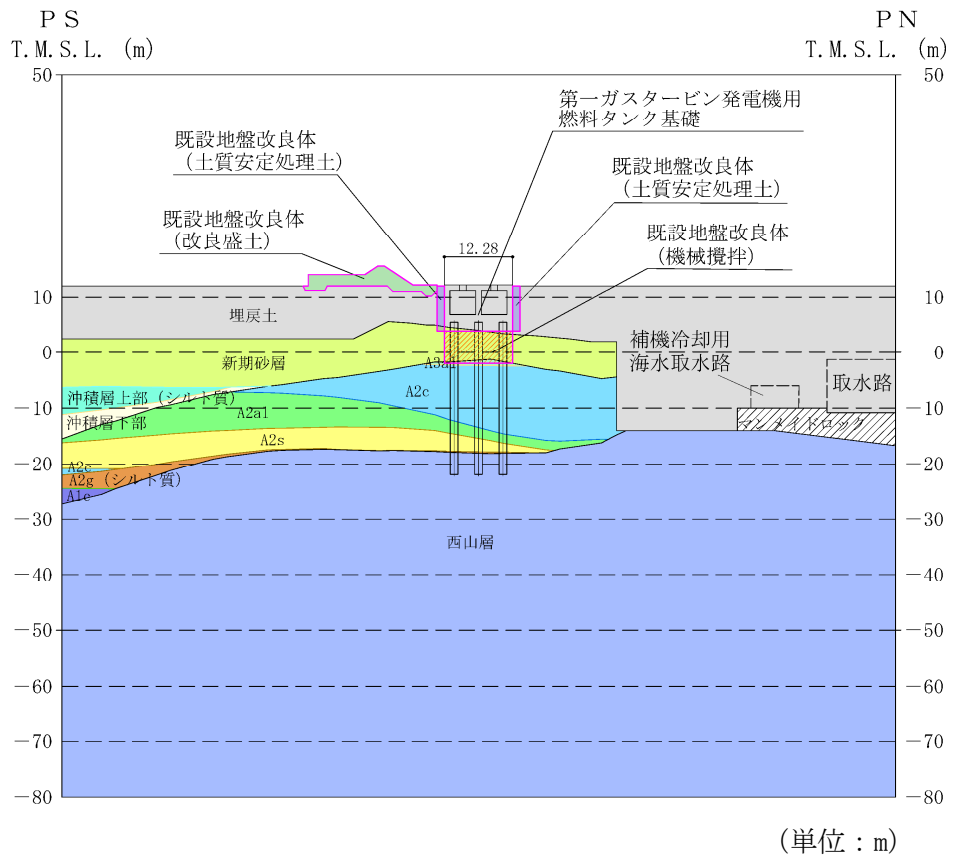 ＰＳ
ＰＮ
T.M.S.L. (m)
T.M.S.L. (m)
50
50
第一ガスタービン発電機用
燃料タンク基礎
既設地盤改良体
（土質安定処理土）
既設地盤改良体
（土質安定処理土）
既設地盤改良体
（改良盛土）
既設地盤改良体
（機械攪拌）
12.28
10
10
埋戻土
補機冷却用
海水取水路
0
0
新期砂層
A3a1
取水路
沖積層上部（シルト質）
A2c
-10
-10
沖積層下部
A2a1
マンメイドロック
A2s
-20
-20
A2c
A2g（シルト質）
A1c
-30
-30
西山層
-40
-40
-50
-50
-60
-60
-70
-70
-80
-80
（単位：m）